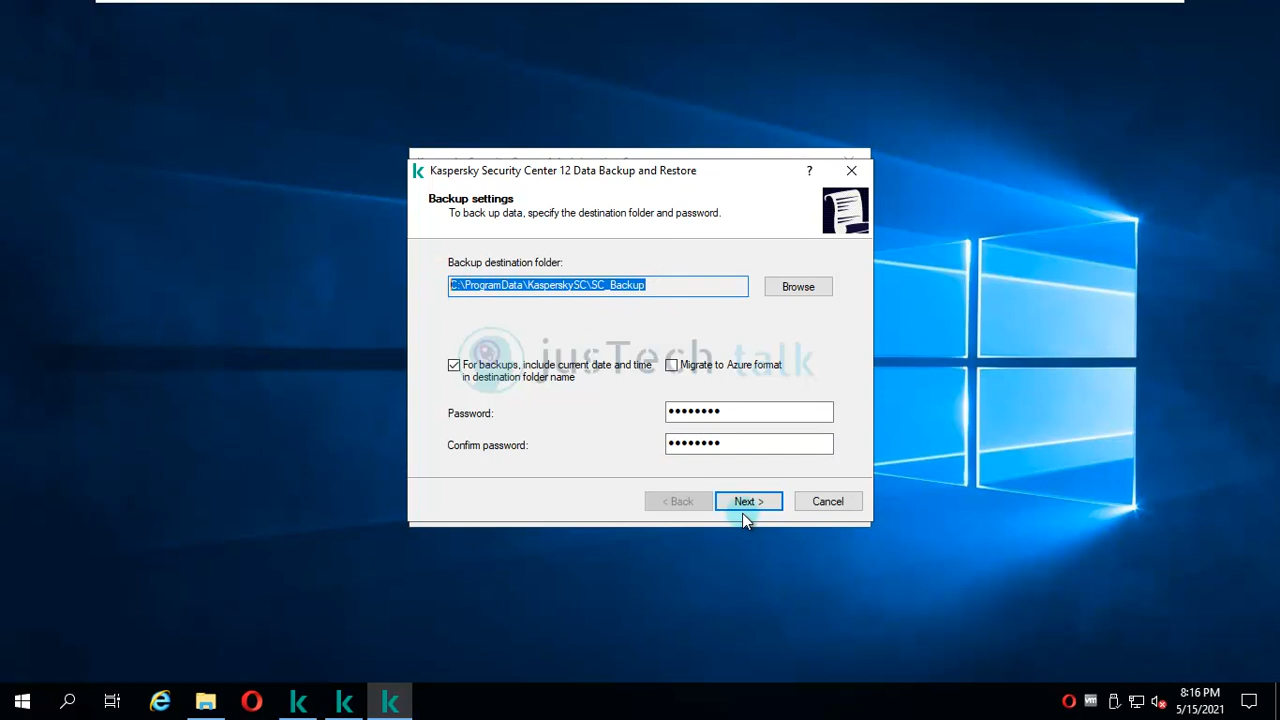 Kaspersky Security Center 12 Data Backup and Restore
?
Backup settings
To back up data, specify the destination folder and password.
Backup destination folder:
C:\ProgramData\KasperskySC\SC_Backup
Browse
jusTech talk
For backups, include current date and time
in destination folder name
Migrate to Azure format
Password:
Confirm password:
< Back
Next >
Cancel
8:16 PM
5/15/2021